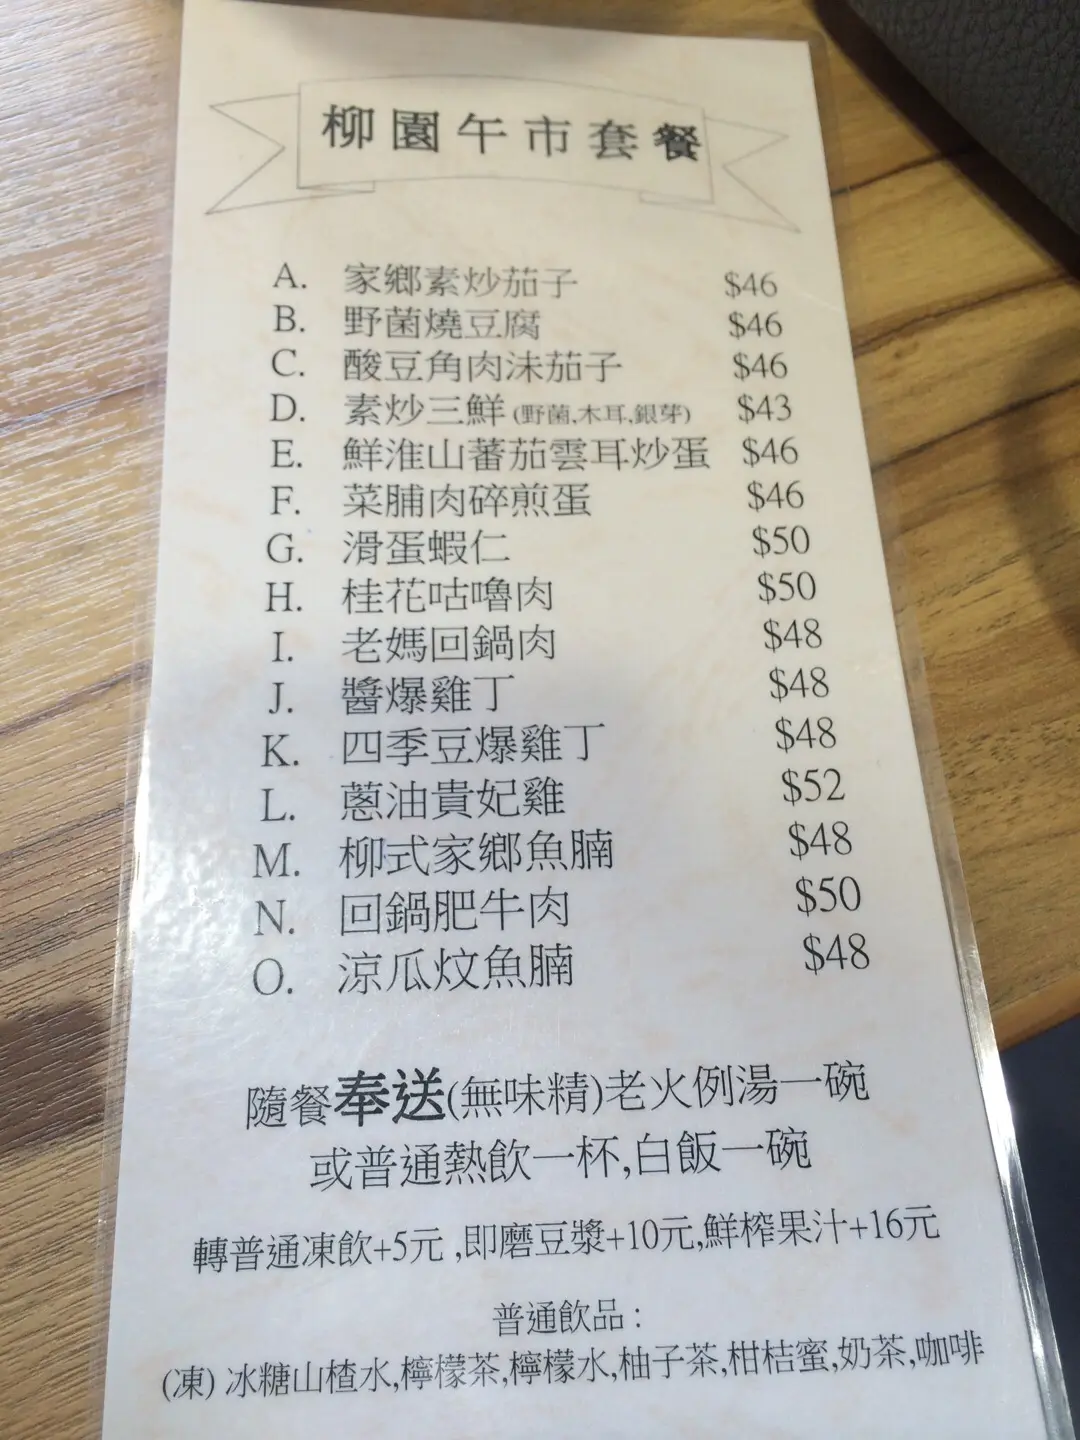 柳園午市套餐
A. 家鄉素炒茄子 $46
B. 野菌燒豆腐 $46
C. 酸豆角肉沬茄子 $46
D. 素炒三鮮(野菌,木耳,銀芽) $43
E. 鮮淮山蕃茄雲耳炒蛋 $46
F. 菜脯肉碎煎蛋 $46
G. 滑蛋蝦仁 $50
H. 桂花咕嚕肉 $50
I. 老媽回鍋肉 $48
J. 醬爆雞丁 $48
K. 四季豆爆雞丁 $48
L. 蔥油貴妃雞 $52
M. 柳式家鄉魚腩 $48
N. 回鍋肥牛肉 $50
O. 涼瓜炆魚腩 $48
隨餐奉送(無味精)老火例湯一碗
或普通熱飲一杯,白飯一碗
轉普通凍飲+5元 ,即磨豆漿+10元,鮮榨果汁+16元
普通飲品 :
(凍) 冰糖山楂水,檸檬茶,檸檬水,柚子茶,柑桔蜜,奶茶,咖啡